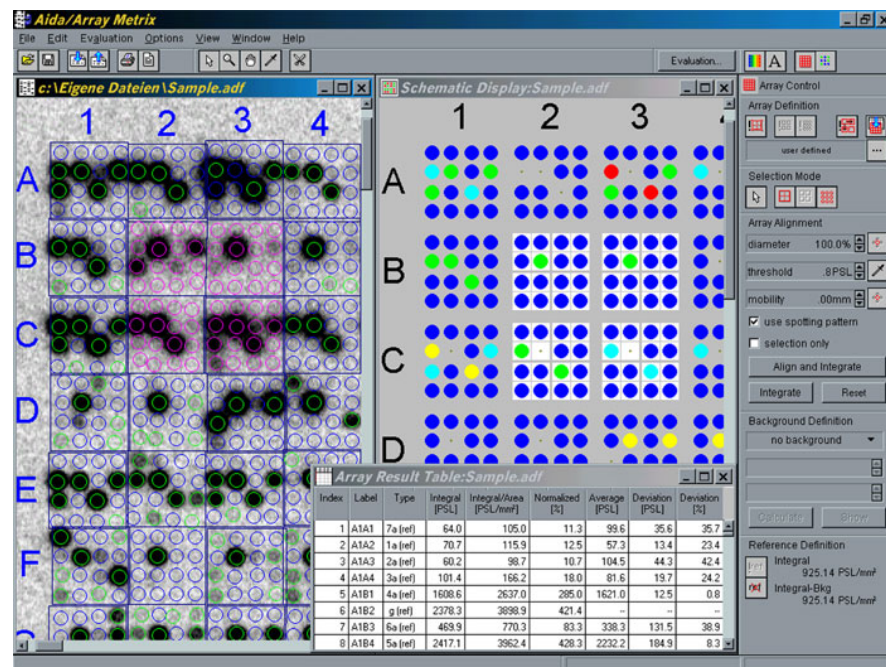 Aida/Array Metrix
File Edit Evaluation Options View Window Help
Evaluation...
c:\Eigene Dateien\Sample.adf
1 2 3 4
A
B
C
D
E
F
Schematic Display:Sample.adf
1 2 3
A
B
C
D
Array Control
Array Definition
user defined
...
Selection Mode
Array Alignment
diameter 100.0%
threshold .8PSL
mobility .00mm
use spotting pattern
selection only
Align and Integrate
Integrate Reset
Background Definition
no background
Calculate Show
Reference Definition
Integral
925.14 PSL/mm²
Integral-Bkg
925.14 PSL/mm²
Array Result Table:Sample.adf
Index Label Type Integral [PSL] Integral/Area [PSL/mm²] Normalized [%] Average [PSL] Deviation [PSL] Deviation [%]
1 A1A1 7a (ref) 64.0 105.0 11.3 99.6 35.6 35.7
2 A1A2 1a (ref) 70.7 115.9 12.5 57.3 13.4 23.4
3 A1A3 2a (ref) 60.2 98.7 10.7 104.5 44.3 42.4
4 A1A4 3a (ref) 101.4 166.2 18.0 81.6 19.7 24.2
5 A1B1 4a (ref) 1608.6 2637.0 285.0 1621.0 12.5 0.8
6 A1B2 g (ref) 2378.3 3898.9 421.4 -- -- --
7 A1B3 6a (ref) 469.9 770.3 83.3 338.3 131.5 38.9
8 A1B4 5a (ref) 2417.1 3962.4 428.3 2232.2 184.9 8.3